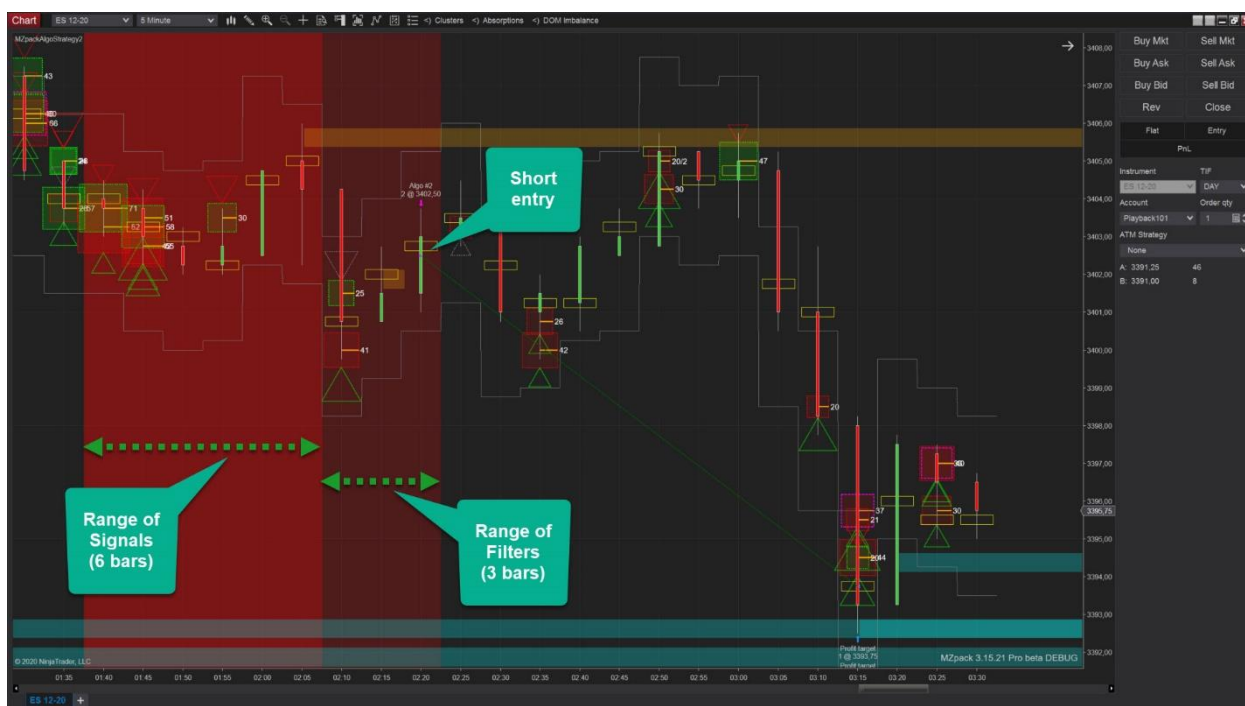 Chart ES 12-20 5 Minute <) Clusters <) Absorptions <) DOM Imbalance
MZpackAlgoStrategy2
Buy Mkt Sell Mkt
Buy Ask Sell Ask
Buy Bid Sell Bid
Rev Close
Flat Entry
PnL
Instrument TIF
ES 12-20 DAY
Account Order qty
Playback101 1
ATM Strategy
None
A: 3391,25 46
B: 3391,00 8
3408,00
3407,00
3406,00
3405,00
3404,00
3403,00
3402,00
3401,00
3400,00
3399,00
3398,00
3397,00
3396,00
3395,75
3395,00
3394,00
3393,00
3392,00
43
66
71
51
58
30
25
41
Algo #2
2 @ 3402,50
Short
entry
26
42
20/2
30
47
20
37
21
30
Range of
Signals
(6 bars)
Range of
Filters
(3 bars)
Profit target
1 @ 3393,75
Profit target
© 2020 NinjaTrader, LLC
MZpack 3.15.21 Pro beta DEBUG
01:35 01:40 01:45 01:50 01:55 02:00 02:05 02:10 02:15 02:20 02:25 02:30 02:35 02:40 02:45 02:50 02:55 03:00 03:05 03:10 03:15 03:20 03:25 03:30
ES 12-20 +